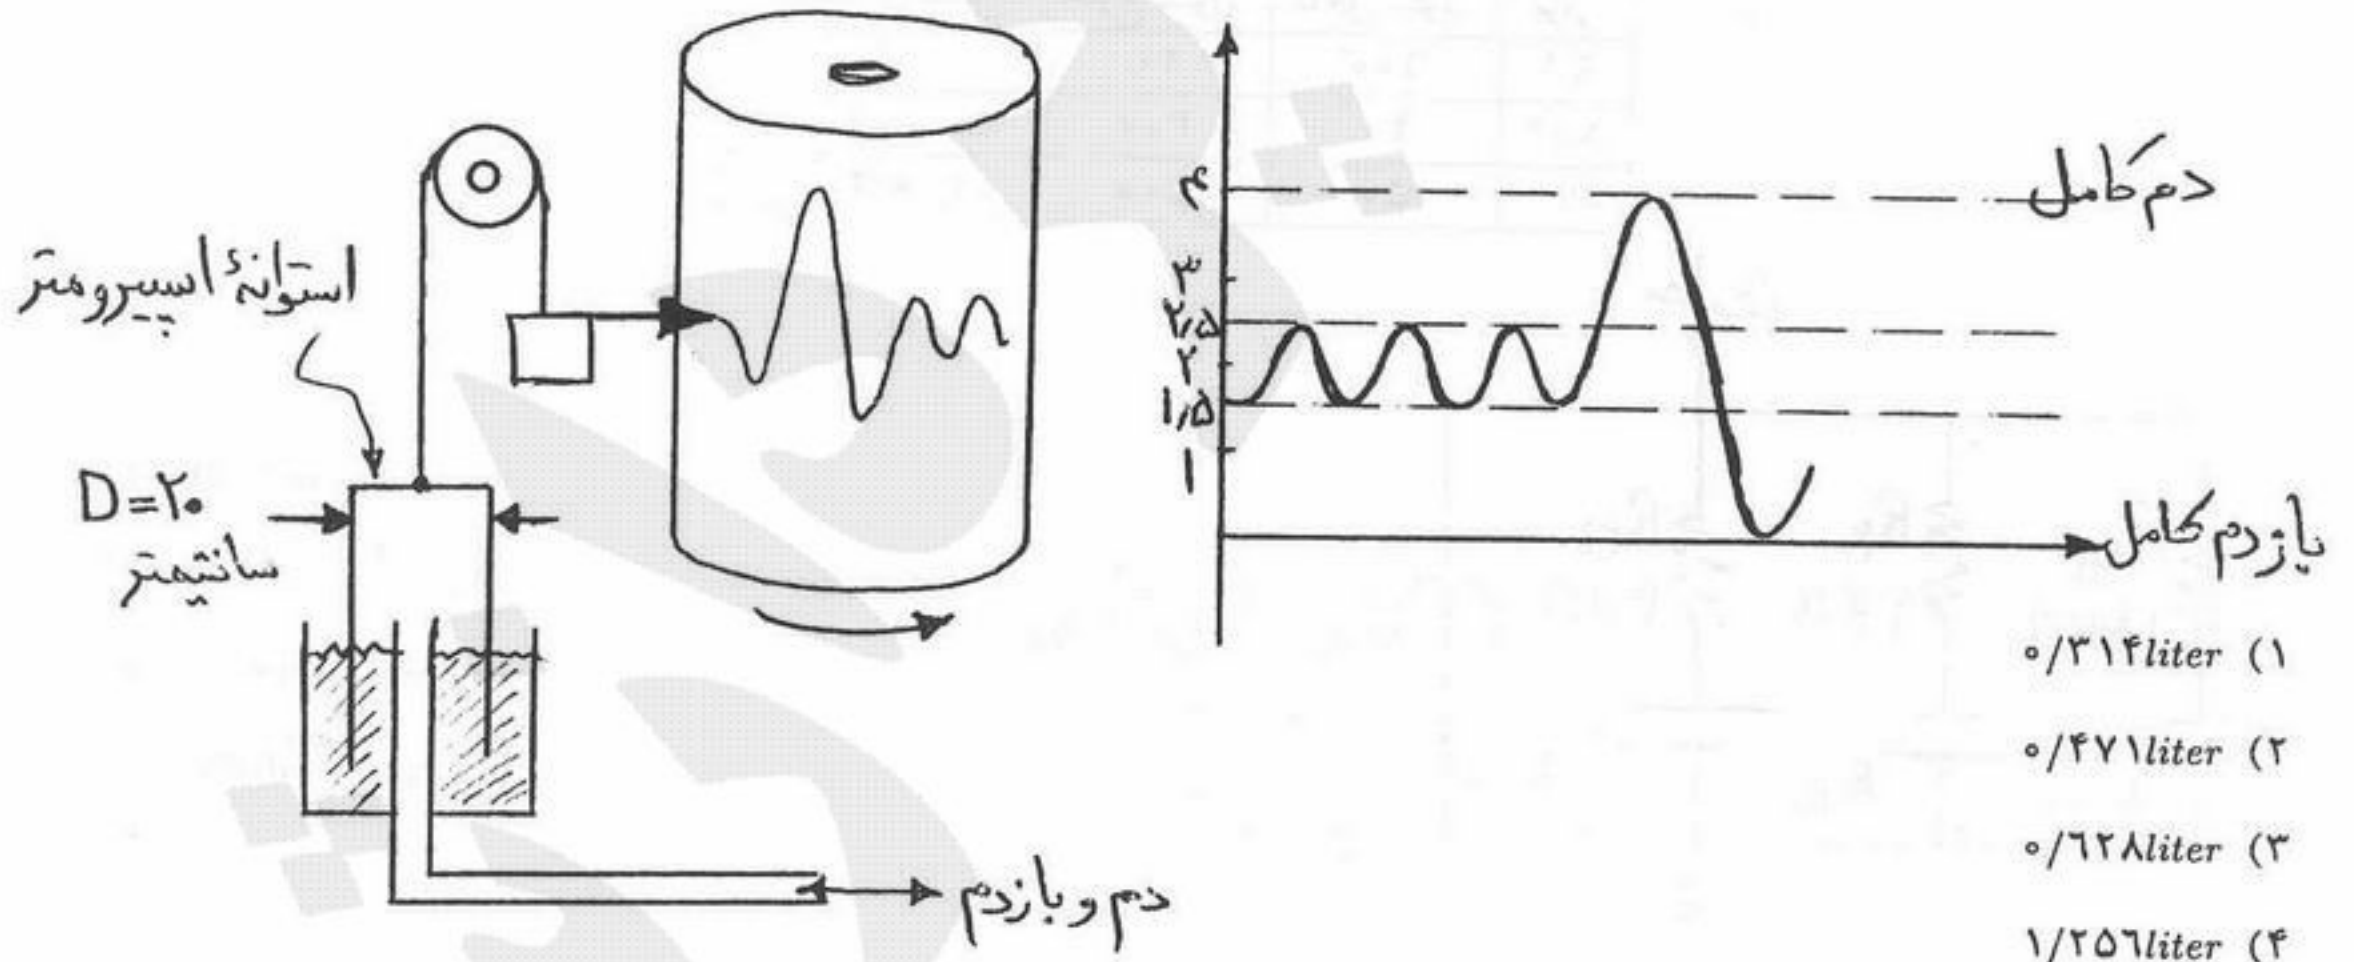 استوانهٔ اسپیرومتر
D=۲۰
سانتیمتر
دم و بازدم
۴
دم کامل
۳
۲٫۵
۲
۱٫۵
۱
بازدم کامل
۱) ۰/۳۱۴liter
۲) ۰/۴۷۱liter
۳) ۰/۶۲۸liter
۴) ۱/۲۵۶liter